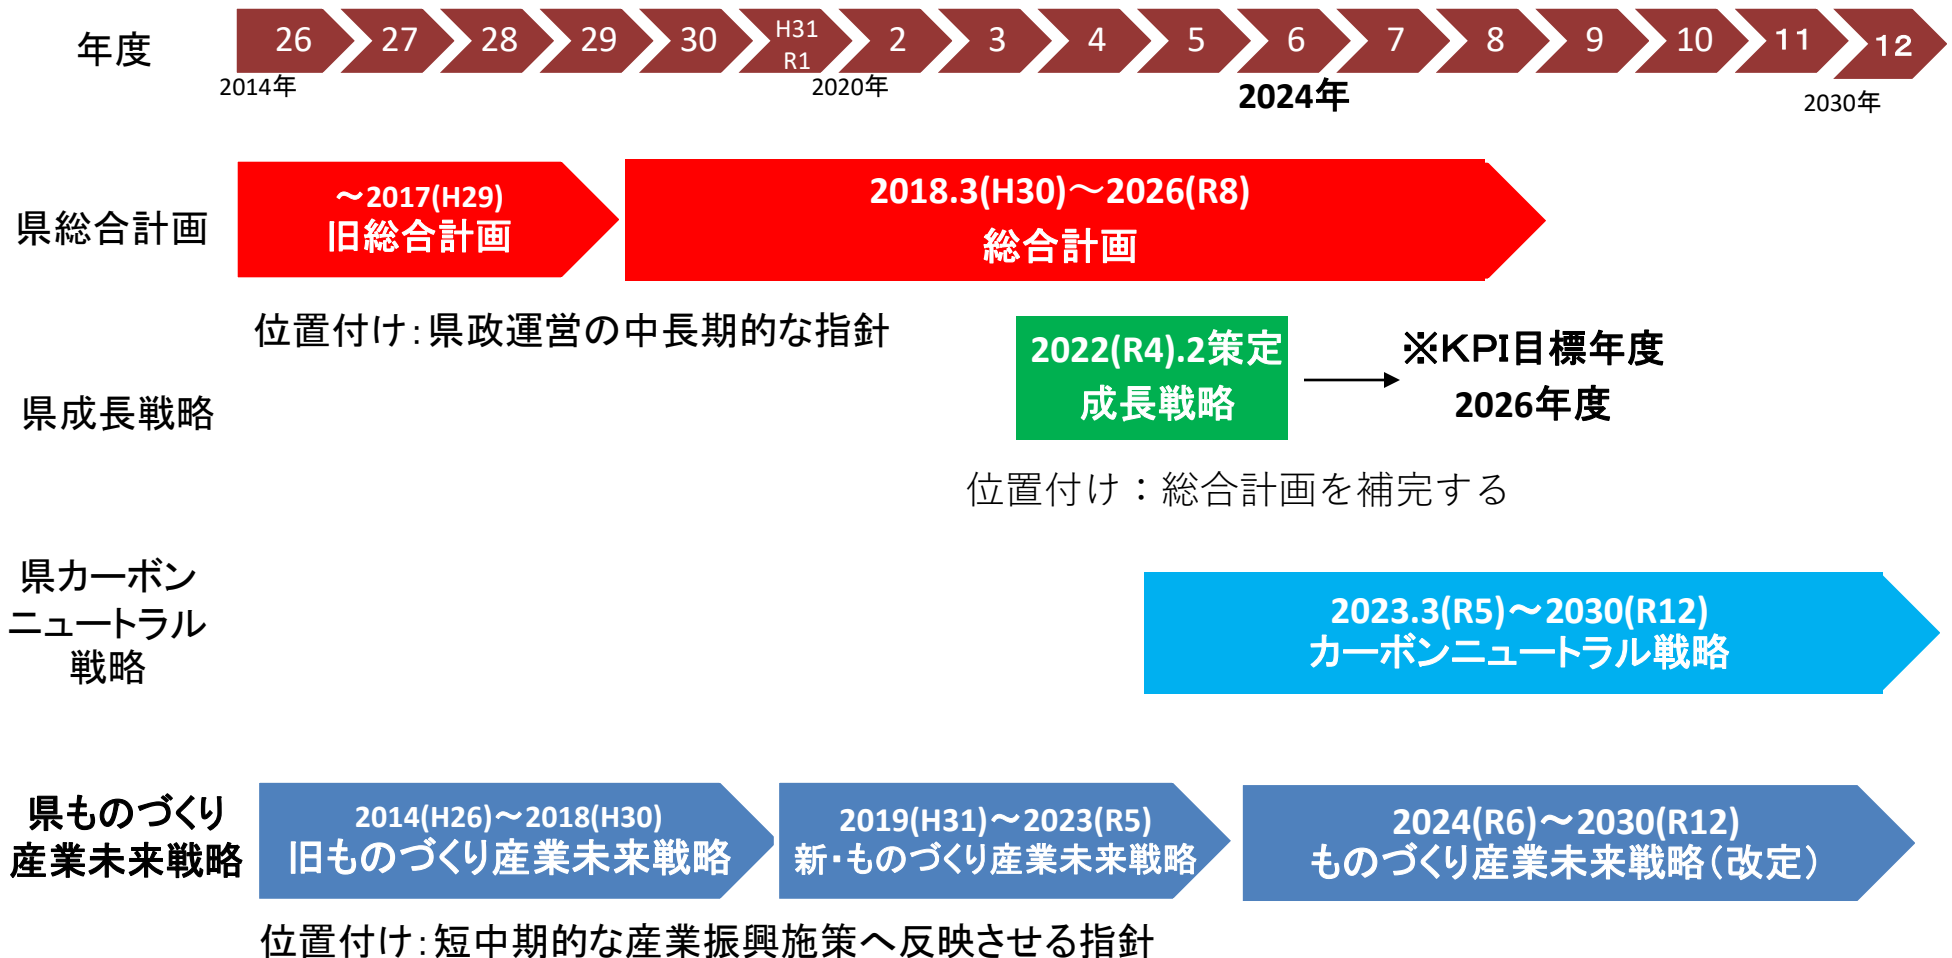 年度
26 27 28 29 30 H31 R1 2 3 4 5 6 7 8 9 10 11 12
2014年 2020年 2024年 2030年
県総合計画
～2017(H29)
旧総合計画
2018.3(H30)～2026(R8)
総合計画
位置付け：県政運営の中長期的な指針
県成長戦略
2022(R4).2策定
成長戦略
※KPI目標年度
2026年度
位置付け：総合計画を補完する
県カーボン
ニュートラル
戦略
2023.3(R5)～2030(R12)
カーボンニュートラル戦略
県ものづくり
産業未来戦略
2014(H26)～2018(H30)
旧ものづくり産業未来戦略
2019(H31)～2023(R5)
新・ものづくり産業未来戦略
2024(R6)～2030(R12)
ものづくり産業未来戦略（改定）
位置付け：短中期的な産業振興施策へ反映させる指針